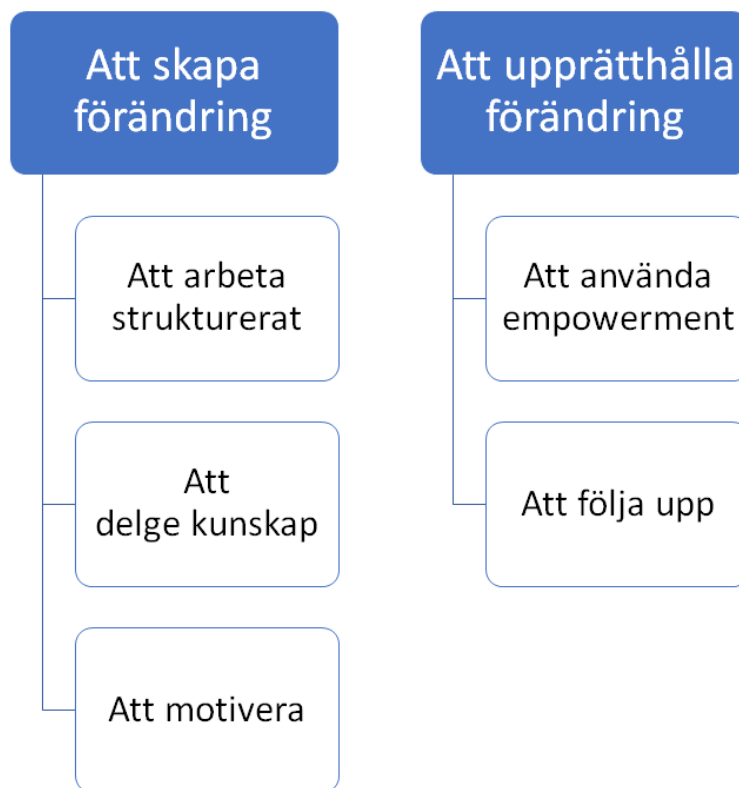 Att skapa
förändring
Att arbeta
strukturerat
Att
delge kunskap
Att motivera
Att upprätthålla
förändring
Att använda
empowerment
Att följa upp